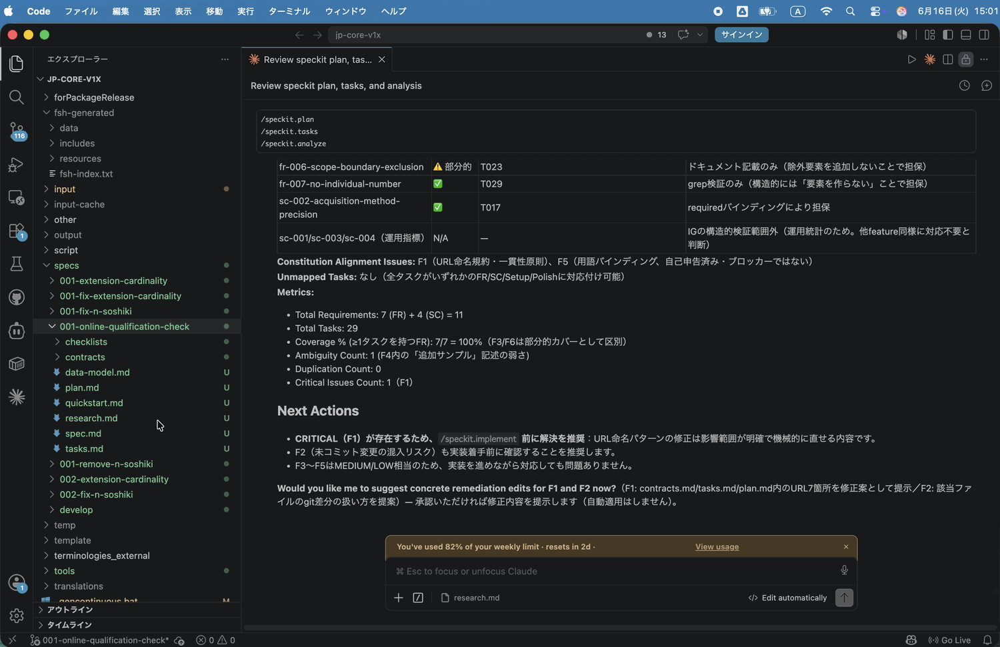 Code ファイル 編集 選択 表示 移動 実行 ターミナル ウィンドウ ヘルプ A 6月16日(火) 15:01
jp-core-v1x 13 サインイン
エクスプローラー
Review speckit plan, tas...
JP-CORE-V1X
forPackageRelease
fsh-generated
data
includes
resources
fsh-index.txt
input
input-cache
other
output
script
specs
001-extension-cardinality
001-fix-extension-cardinality
001-fix-n-soshiki
001-online-qualification-check
checklists
contracts
data-model.md U
plan.md U
quickstart.md U
research.md U
spec.md U
tasks.md U
001-remove-n-soshiki
002-extension-cardinality
002-fix-n-soshiki
develop
temp
template
terminologies_external
tools
translations
_gencontinuous.bat M
アウトライン
タイムライン
116
1
1
Review speckit plan, tasks, and analysis
/speckit.plan
/speckit.tasks
/speckit.analyze
fr-006-scope-boundary-exclusion ⚠️ 部分的 T023 ドキュメント記載のみ（除外要素を追加しないことで担保）
fr-007-no-individual-number ✅ T029 grep検証のみ（構造的には「要素を作らない」ことで担保）
sc-002-acquisition-method-precision ✅ T017 requiredバインディングにより担保
sc-001/sc-003/sc-004（運用指標） N/A — IGの構造的検証範囲外（運用統計のため。他feature同様に対応不要と判断）
Constitution Alignment Issues: F1（URL命名規約・一貫性原則）、F5（用語バインディング、自己申告済み・ブロッカーではない）
Unmapped Tasks: なし（全タスクがいずれかのFR/SC/Setup/Polishに対応付け可能）
Metrics:
• Total Requirements: 7 (FR) + 4 (SC) = 11
• Total Tasks: 29
• Coverage % (≥1タスクを持つFR): 7/7 = 100%（F3/F6は部分的カバーとして区別）
• Ambiguity Count: 1 (F4内の「追加サンプル」記述の弱さ)
• Duplication Count: 0
• Critical Issues Count: 1（F1）
Next Actions
• CRITICAL（F1）が存在するため、 /speckit.implement 前に解決を推奨：URL命名パターンの修正は影響範囲が明確で機械的に直せる内容です。
• F2（未コミット変更の混入リスク）も実装着手前に確認することを推奨します。
• F3〜F5はMEDIUM/LOW相当のため、実装を進めながら対応しても問題ありません。
Would you like me to suggest concrete remediation edits for F1 and F2 now?（F1: contracts.md/tasks.md/plan.md内のURL7箇所を修正案として提示／F2: 該当ファ
イルのgit差分の扱い方を提案）— 承認いただければ修正内容を提示します（自動適用はしません）。
You've used 82% of your weekly limit · resets in 2d · View usage
⌘ Esc to focus or unfocus Claude
research.md Edit automatically
001-online-qualification-check* 0 0 Go Live